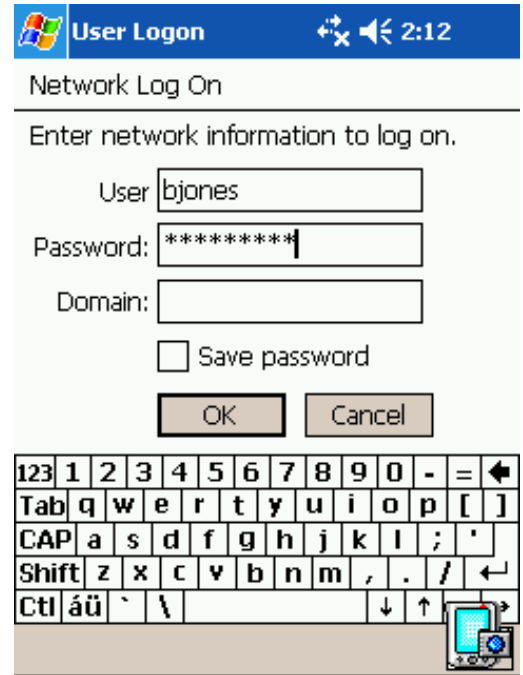 User Logon 2:12
Network Log On
Enter network information to log on.
User bjones
Password: *********
Domain:
Save password
OK Cancel
123 1 2 3 4 5 6 7 8 9 0 - =
Tab q w e r t y u i o p [ ]
CAP a s d f g h j k l ; '
Shift z x c v b n m , . /
Ctl áü ` \